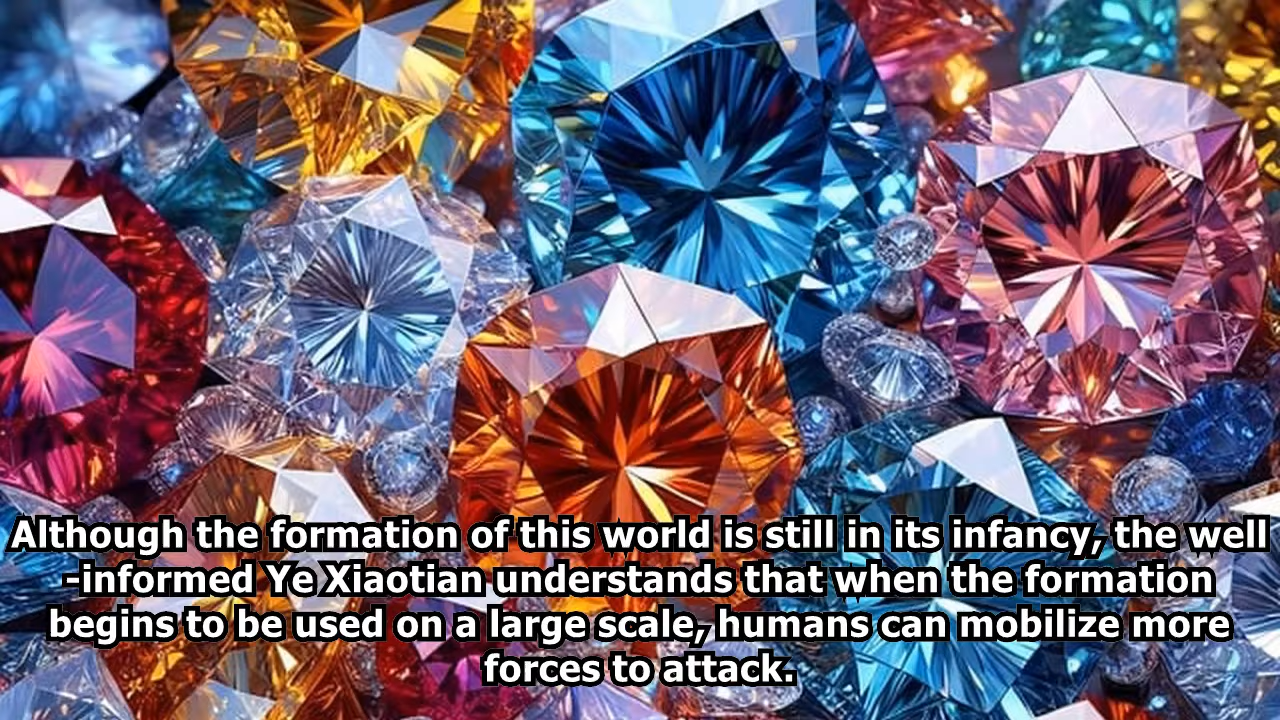 Although the formation of this world is still in its infancy, the well
-informed Ye Xiaotian understands that when the formation
begins to be used on a large scale, humans can mobilize more
forces to attack.